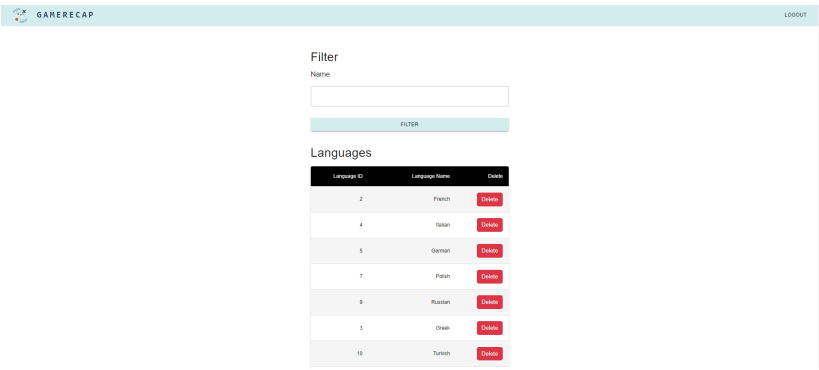 GAMERECAP LOGOUT
Filter
Name
FILTER
Languages
Language ID Language Name Delete
2 French Delete
4 Italian Delete
5 German Delete
7 Polish Delete
9 Russian Delete
3 Greek Delete
10 Turkish Delete